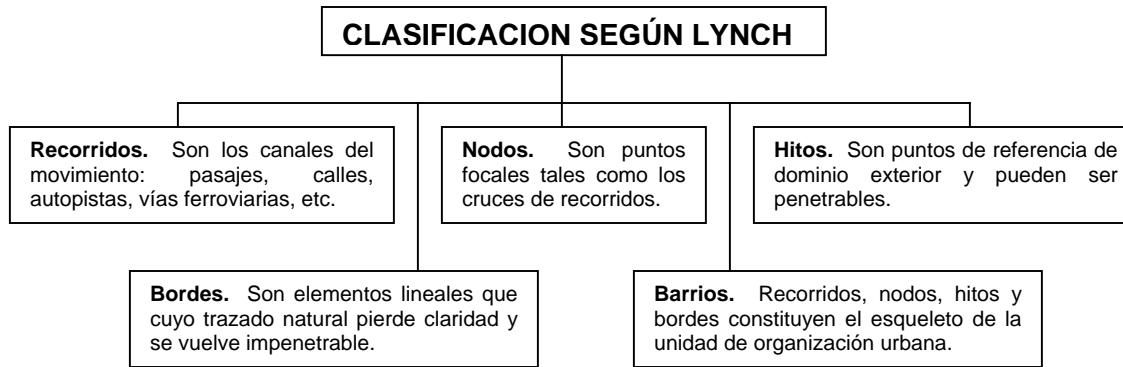 CLASIFICACION SEGÚN LYNCH
Recorridos. Son los canales del
movimiento: pasajes, calles,
autopistas, vías ferroviarias, etc.
Nodos. Son puntos
focales tales como los
cruces de recorridos.
Hitos. Son puntos de referencia de
dominio exterior y pueden ser
penetrables.
Bordes. Son elementos lineales que
cuyo trazado natural pierde claridad y
se vuelve impenetrable.
Barrios. Recorridos, nodos, hitos y
bordes constituyen el esqueleto de la
unidad de organización urbana.